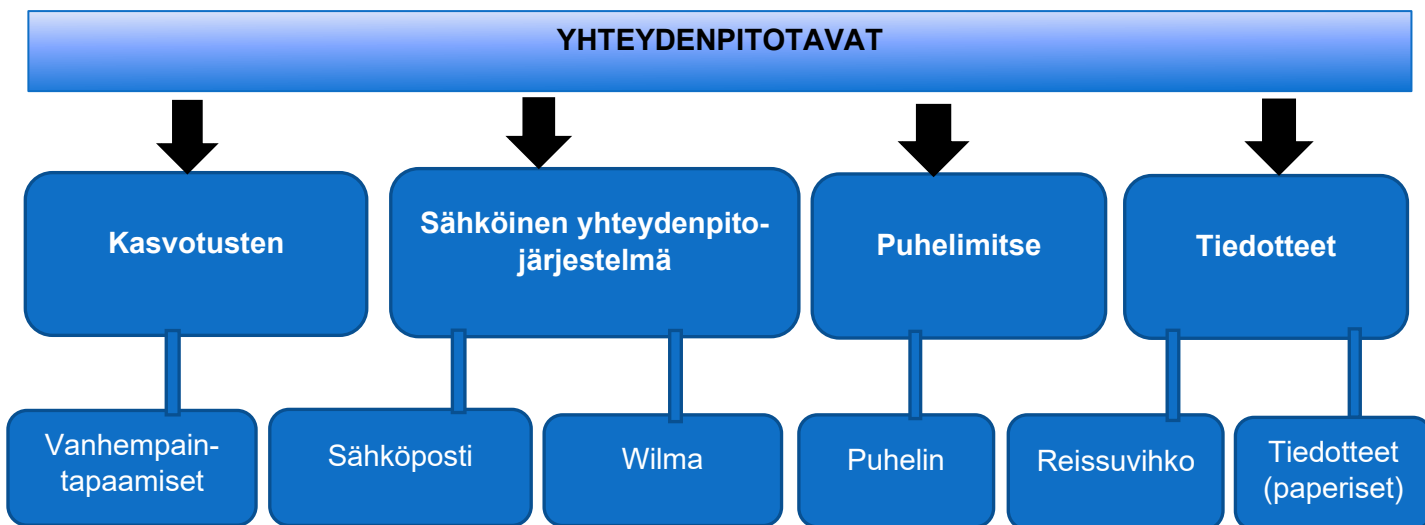 YHTEYDENPITOTAVAT
Kasvotusten
Sähköinen yhteydenpito-
järjestelmä
Puhelimitse
Tiedotteet
Vanhempain-
tapaamiset
Sähköposti
Wilma
Puhelin
Reissuvihko
Tiedotteet
(paperiset)